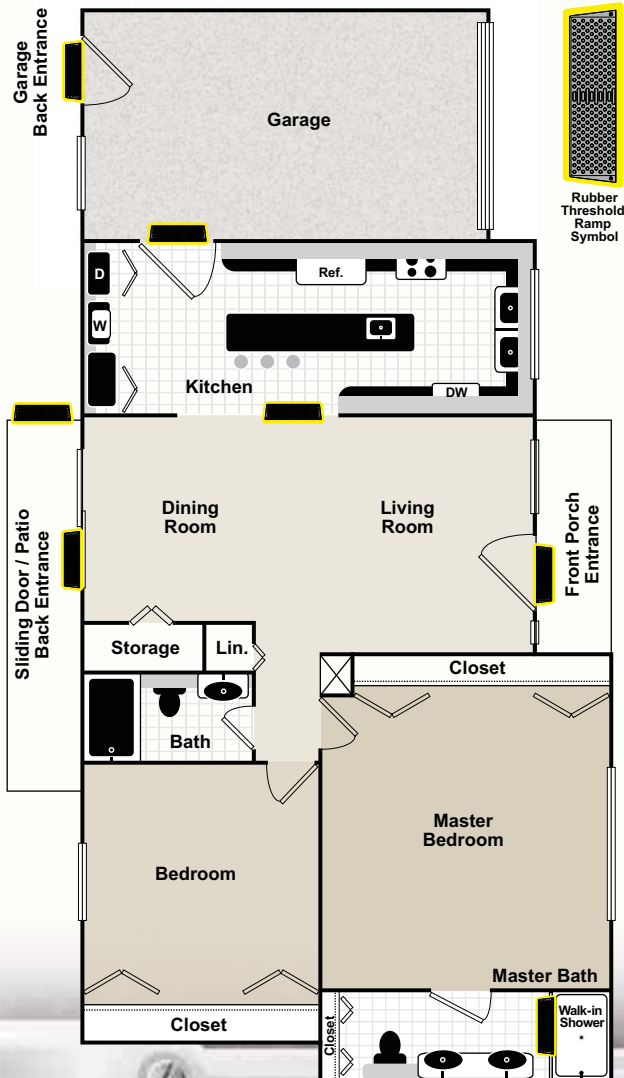 Garage
Back Entrance
Garage
Rubber
Threshold
Ramp
Symbol
D
W
Ref.
Kitchen
DW
Dining
Room
Living
Room
Sliding Door / Patio
Back Entrance
Front Porch
Entrance
Storage
Lin.
Closet
Bath
Master
Bedroom
Bedroom
Master Bath
Closet
Closet
Walk-in
Shower